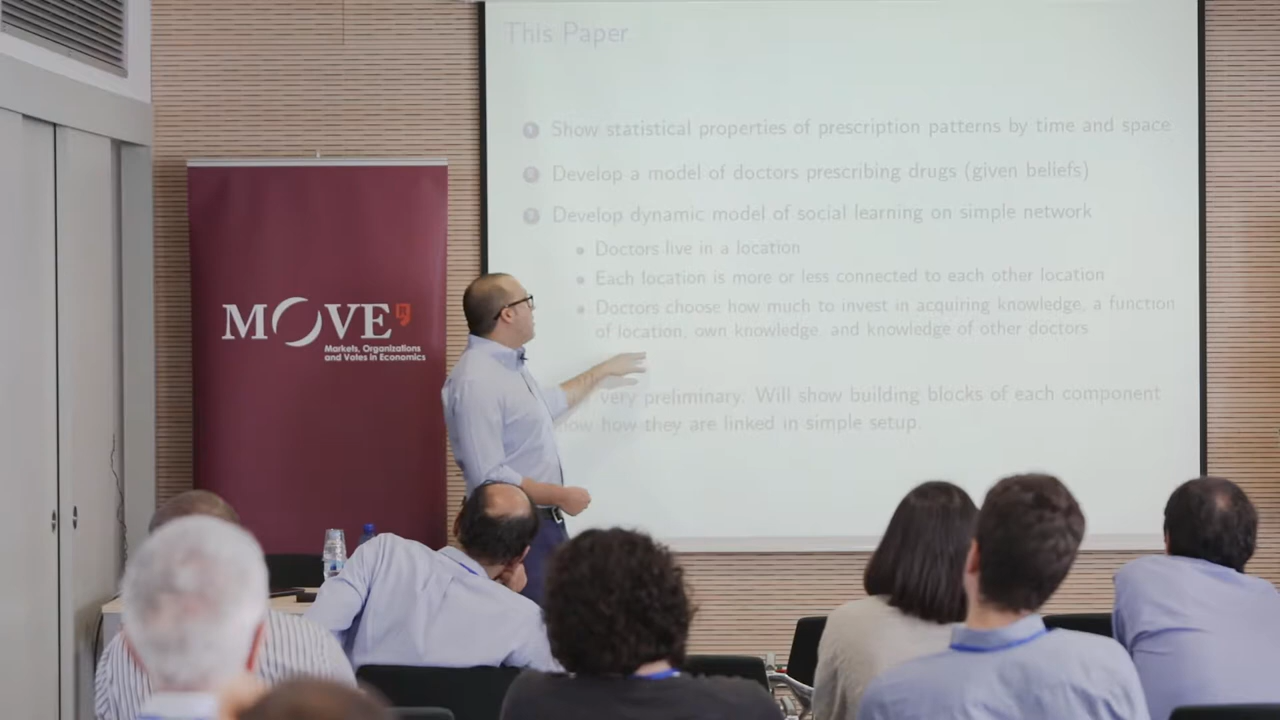 This Paper
1 Show statistical properties of prescription patterns by time and space
2 Develop a model of doctors prescribing drugs (given beliefs)
3 Develop dynamic model of social learning on simple network
• Doctors live in a location
• Each location is more or less connected to each other location
• Doctors choose how much to invest in acquiring knowledge, a function
of location, own knowledge, and knowledge of other doctors
very preliminary. Will show building blocks of each component
how they are linked in simple setup.
MOVE
Markets, Organizations
and Votes in Economics